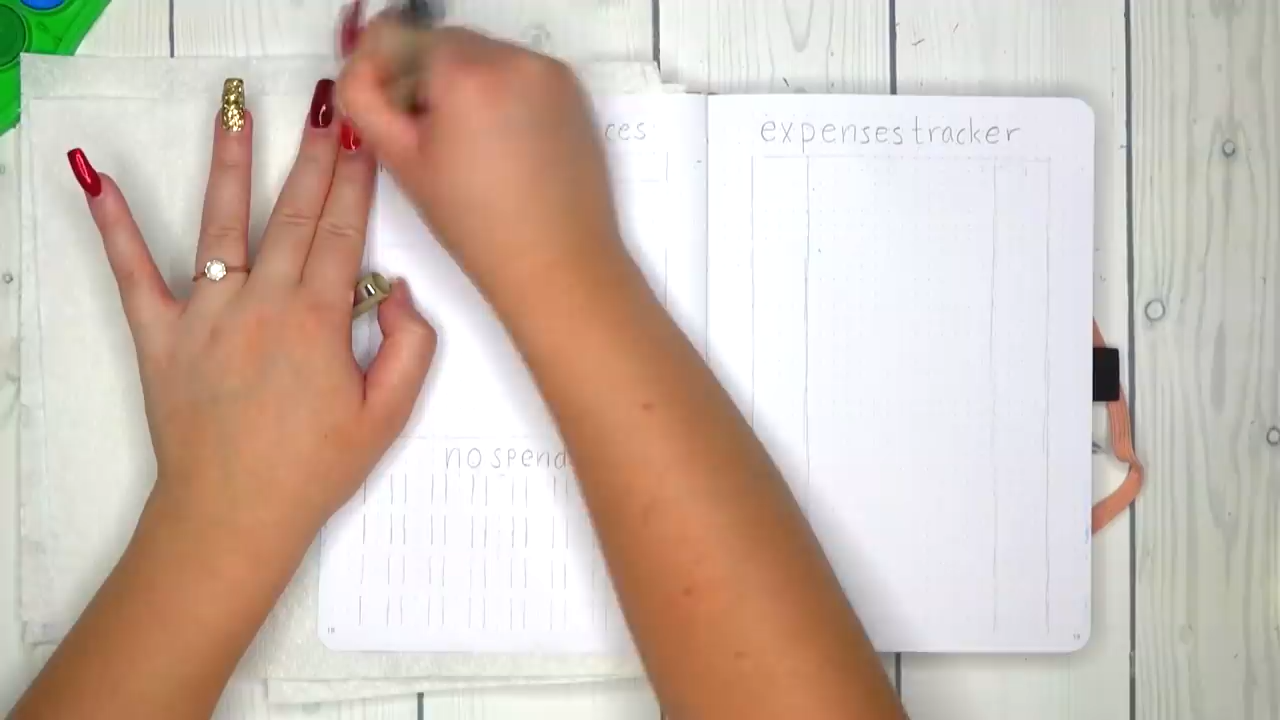 ces
expenses tracker
no spend